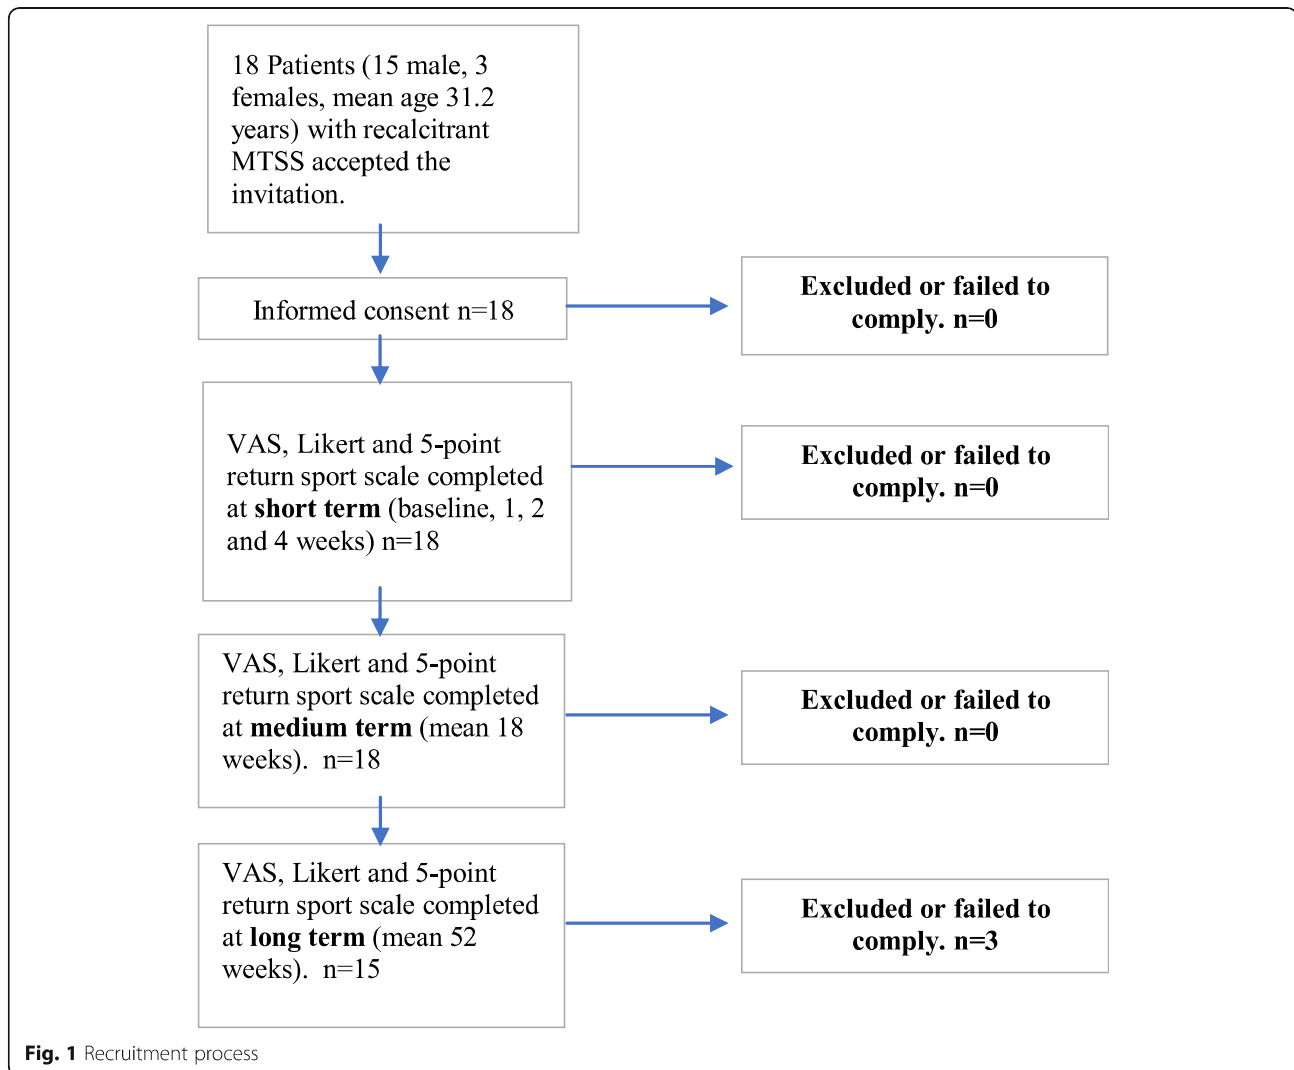 18 Patients (15 male, 3
females, mean age 31.2
years) with recalcitrant
MTSS accepted the
invitation.
Informed consent n=18
Excluded or failed to
comply. n=0
VAS, Likert and 5-point
return sport scale completed
at short term (baseline, 1, 2
and 4 weeks) n=18
Excluded or failed to
comply. n=0
VAS, Likert and 5-point
return sport scale completed
at medium term (mean 18
weeks).  n=18
Excluded or failed to
comply. n=0
VAS, Likert and 5-point
return sport scale completed
at long term (mean 52
weeks).  n=15
Excluded or failed to
comply. n=3
Fig. 1 Recruitment process